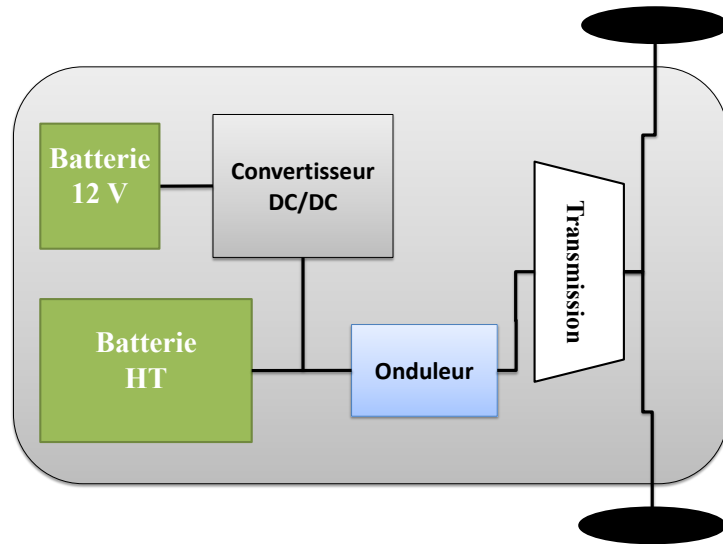 Batterie
12 V
Convertisseur
DC/DC
Transmission
Batterie
HT
Onduleur